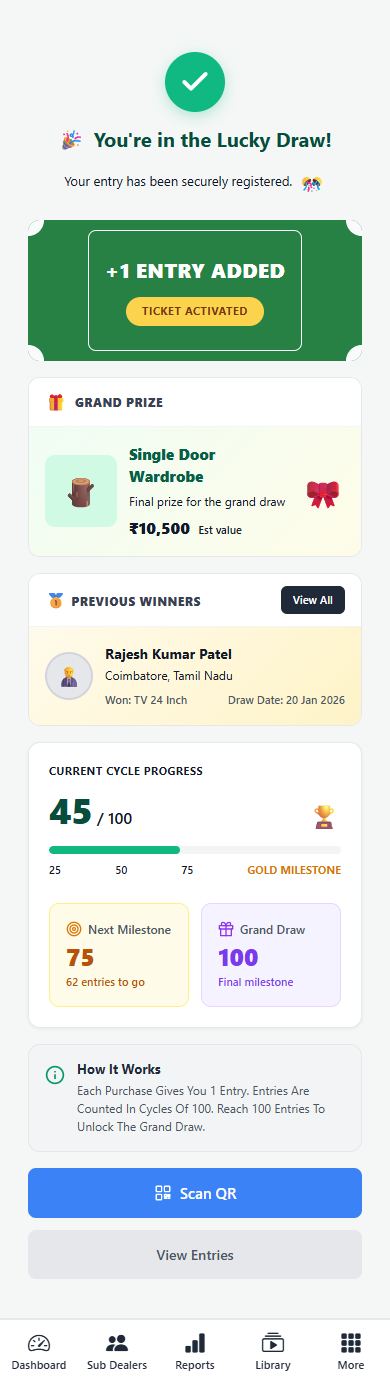 You're in the Lucky Draw!
Your entry has been securely registered.
+1 ENTRY ADDED
TICKET ACTIVATED
GRAND PRIZE
Single Door
Wardrobe
Final prize for the grand draw
₹10,500 Est value
PREVIOUS WINNERS
View All
Rajesh Kumar Patel
Coimbatore, Tamil Nadu
Won: TV 24 Inch
Draw Date: 20 Jan 2026
CURRENT CYCLE PROGRESS
45 / 100
25 50 75 GOLD MILESTONE
Next Milestone
75
62 entries to go
Grand Draw
100
Final milestone
How It Works
Each Purchase Gives You 1 Entry. Entries Are
Counted In Cycles Of 100. Reach 100 Entries To
Unlock The Grand Draw.
Scan QR
View Entries
Dashboard Sub Dealers Reports Library More